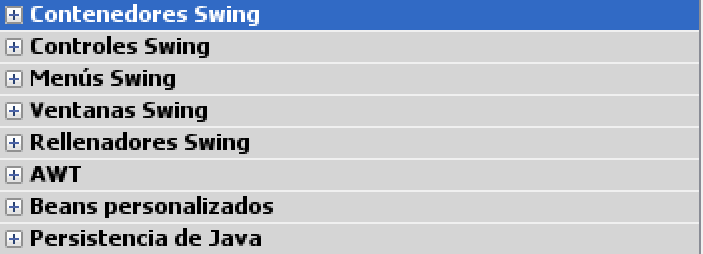 Contenedores Swing
Controles Swing
Menús Swing
Ventanas Swing
Rellenadores Swing
AWT
Beans personalizados
Persistencia de Java